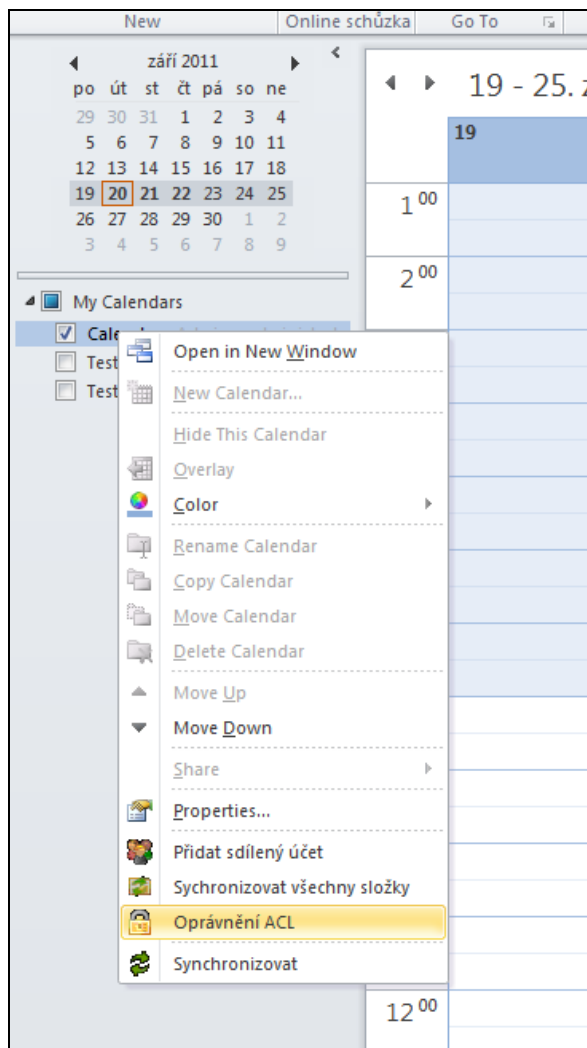 New Online schůzka Go To
září 2011
po út st čt pá so ne
29 30 31 1 2 3 4
5 6 7 8 9 10 11
12 13 14 15 16 17 18
19 20 21 22 23 24 25
26 27 28 29 30 1 2
3 4 5 6 7 8 9
My Calendars
Test
Test
Open in New Window
New Calendar...
Hide This Calendar
Overlay
Color
Rename Calendar
Copy Calendar
Move Calendar
Delete Calendar
Move Up
Move Down
Share
Properties...
Přidat sdílený účet
Sychronizovat všechny složky
Oprávnění ACL
Synchronizovat
19 - 25. z
19
1 00
2 00
12 00